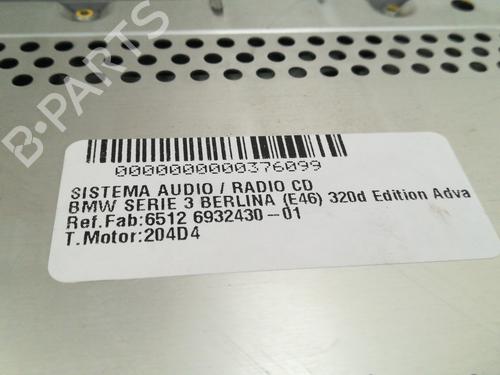 B-PARTS
0000000000376099
SISTEMA AUDIO / RADIO CD
BMW SERIE 3 BERLINA (E46) 320d Edition Adva
Ref.Fab:6512 6932430-01
T.Motor:204D4